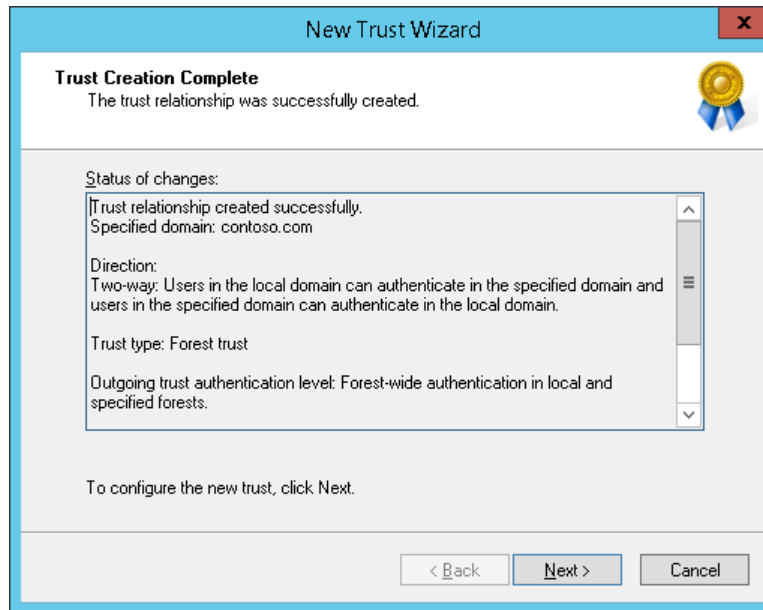 New Trust Wizard
x
Trust Creation Complete
The trust relationship was successfully created.
Status of changes:
Trust relationship created successfully.
Specified domain: contoso.com
Direction:
Two-way: Users in the local domain can authenticate in the specified domain and
users in the specified domain can authenticate in the local domain.
Trust type: Forest trust
Outgoing trust authentication level: Forest-wide authentication in local and
specified forests.
To configure the new trust, click Next.
< Back
Next >
Cancel